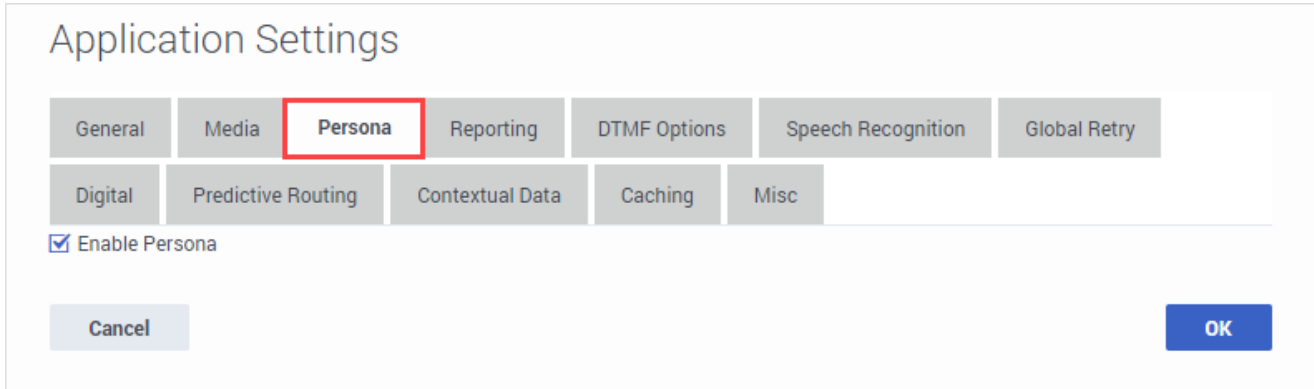 Application Settings
General Media Persona Reporting DTMF Options Speech Recognition Global Retry
Digital Predictive Routing Contextual Data Caching Misc
Enable Persona
Cancel OK